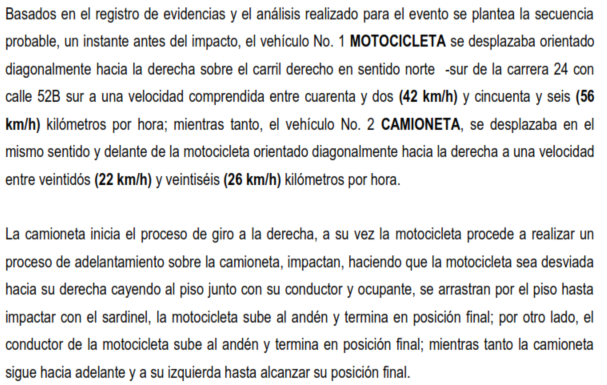 Basados en el registro de evidencias y el análisis realizado para el evento se plantea la secuencia
probable, un instante antes del impacto, el vehículo No. 1 MOTOCICLETA se desplazaba orientado
diagonalmente hacia la derecha sobre el carril derecho en sentido norte -sur de la carrera 24 con
calle 52B sur a una velocidad comprendida entre cuarenta y dos (42 km/h) y cincuenta y seis (56
km/h) kilómetros por hora; mientras tanto, el vehículo No. 2 CAMIONETA, se desplazaba en el
mismo sentido y delante de la motocicleta orientado diagonalmente hacia la derecha a una velocidad
entre veintidós (22 km/h) y veintiséis (26 km/h) kilómetros por hora.

La camioneta inicia el proceso de giro a la derecha, a su vez la motocicleta procede a realizar un
proceso de adelantamiento sobre la camioneta, impactan, haciendo que la motocicleta sea desviada
hacia su derecha cayendo al piso junto con su conductor y ocupante, se arrastran por el piso hasta
impactar con el sardinel, la motocicleta sube al andén y termina en posición final; por otro lado, el
conductor de la motocicleta sube al andén y termina en posición final; mientras tanto la camioneta
sigue hacia adelante y a su izquierda hasta alcanzar su posición final.